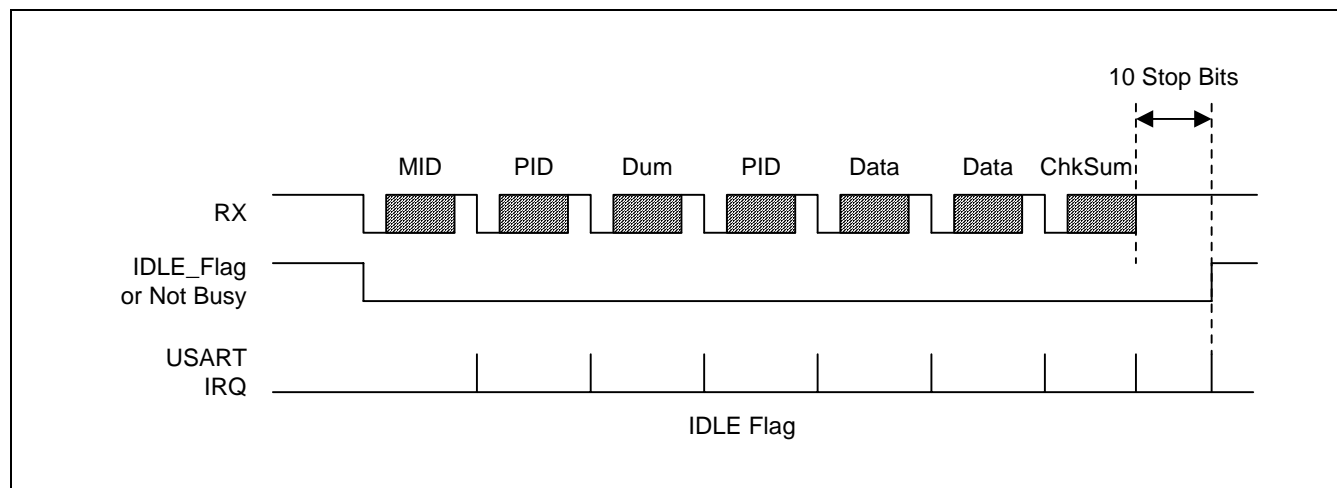 10 Stop Bits
MID PID Dum PID Data Data ChkSum
RX
IDLE_Flag
or Not Busy
USART
IRQ
IDLE Flag